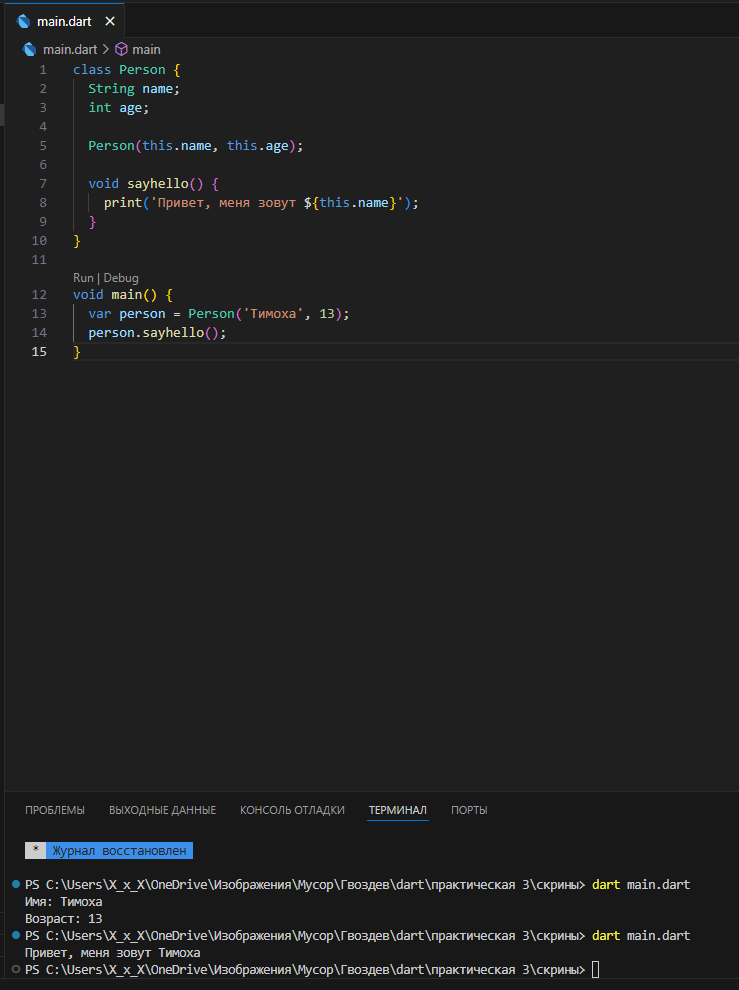 main.dart
main.dart > main
1 class Person {
2   String name;
3   int age;
4
5   Person(this.name, this.age);
6
7   void sayhello() {
8     print('Привет, меня зовут ${this.name}');
9   }
10 }
11
Run | Debug
12 void main() {
13   var person = Person('Тимоха', 13);
14   person.sayhello();
15 }
ПРОБЛЕМЫ ВЫХОДНЫЕ ДАННЫЕ КОНСОЛЬ ОТЛАДКИ ТЕРМИНАЛ ПОРТЫ
* Журнал восстановлен
PS C:\Users\X_x_X\OneDrive\Изображения\Мусор\Гвоздев\dart\практическая 3\скрины> dart main.dart
Имя: Тимоха
Возраст: 13
PS C:\Users\X_x_X\OneDrive\Изображения\Мусор\Гвоздев\dart\практическая 3\скрины> dart main.dart
Привет, меня зовут Тимоха
PS C:\Users\X_x_X\OneDrive\Изображения\Мусор\Гвоздев\dart\практическая 3\скрины>